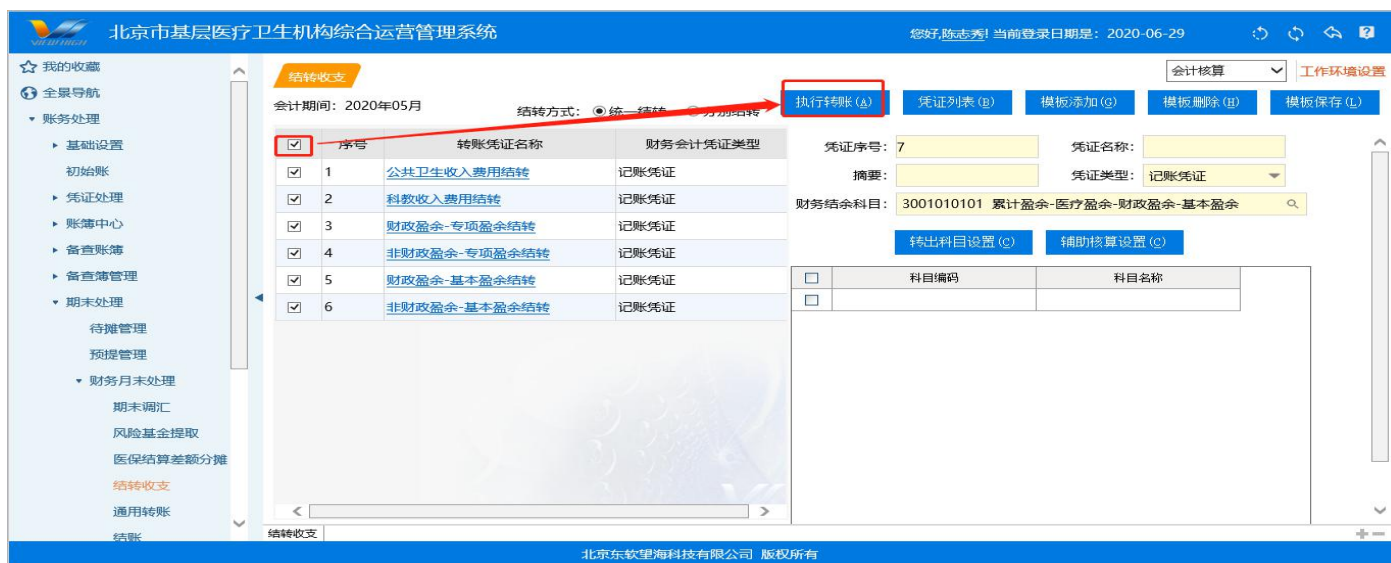 北京市基层医疗卫生机构综合运营管理系统
您好,陈志秀! 当前登录日期是: 2020-06-29
我的收藏
全景导航
账务处理
基础设置
初始账
凭证处理
账簿中心
备查账簿
备查簿管理
期末处理
待摊管理
预提管理
财务月末处理
期末调汇
风险基金提取
医保结算差额分摊
结转收支
通用转账
结账
结转收支
会计核算 工作环境设置
会计期间: 2020年05月 结转方式: 统一结转 分别结转
执行转账(A) 凭证列表(B) 模板添加(G) 模板删除(H) 模板保存(L)
序号 转账凭证名称 财务会计凭证类型
1 公共卫生收入费用结转 记账凭证
2 科教收入费用结转 记账凭证
3 财政盈余-专项盈余结转 记账凭证
4 非财政盈余-专项盈余结转 记账凭证
5 财政盈余-基本盈余结转 记账凭证
6 非财政盈余-基本盈余结转 记账凭证
凭证序号: 7 凭证名称:
摘要: 凭证类型: 记账凭证
财务结余科目: 3001010101 累计盈余-医疗盈余-财政盈余-基本盈余
转出科目设置(C) 辅助核算设置(C)
科目编码 科目名称
结转收支
北京东软望海科技有限公司 版权所有